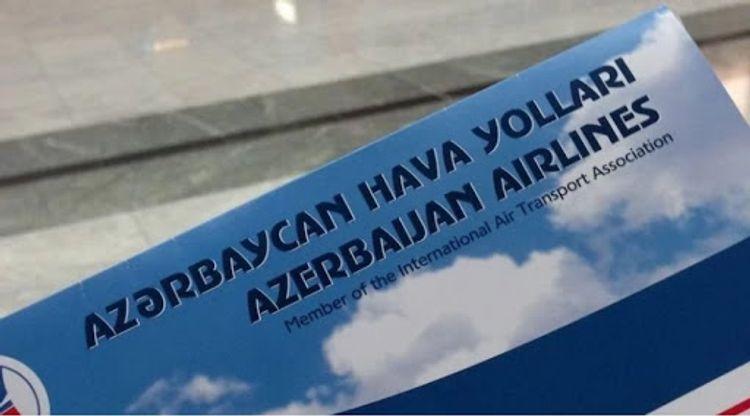 AZƏRBAYCAN HAVA YOLLARI
AZERBAIJAN AIRLINES
Member of the International Air Transport Association